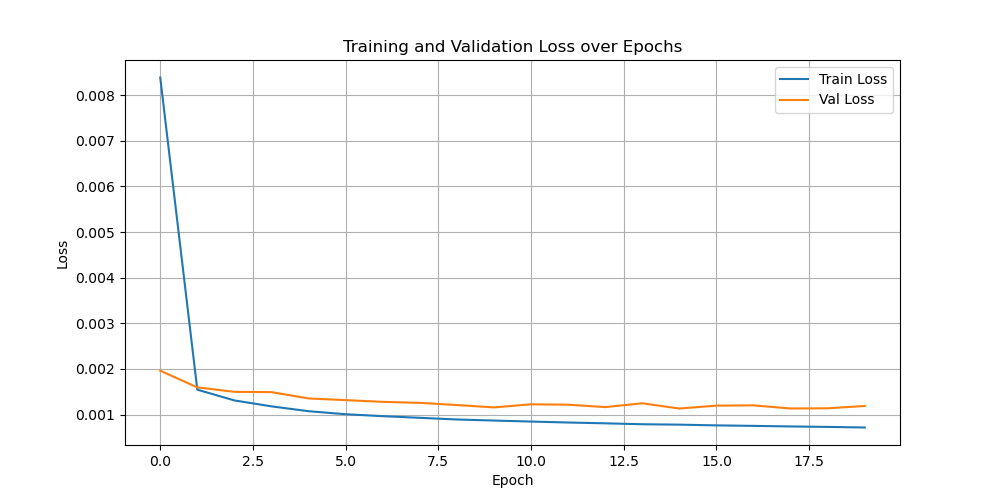 Training and Validation Loss over Epochs
Train Loss
Val Loss
0.008
0.007
0.006
0.005
0.004
0.003
0.002
0.001
Loss
0.0 2.5 5.0 7.5 10.0 12.5 15.0 17.5
Epoch